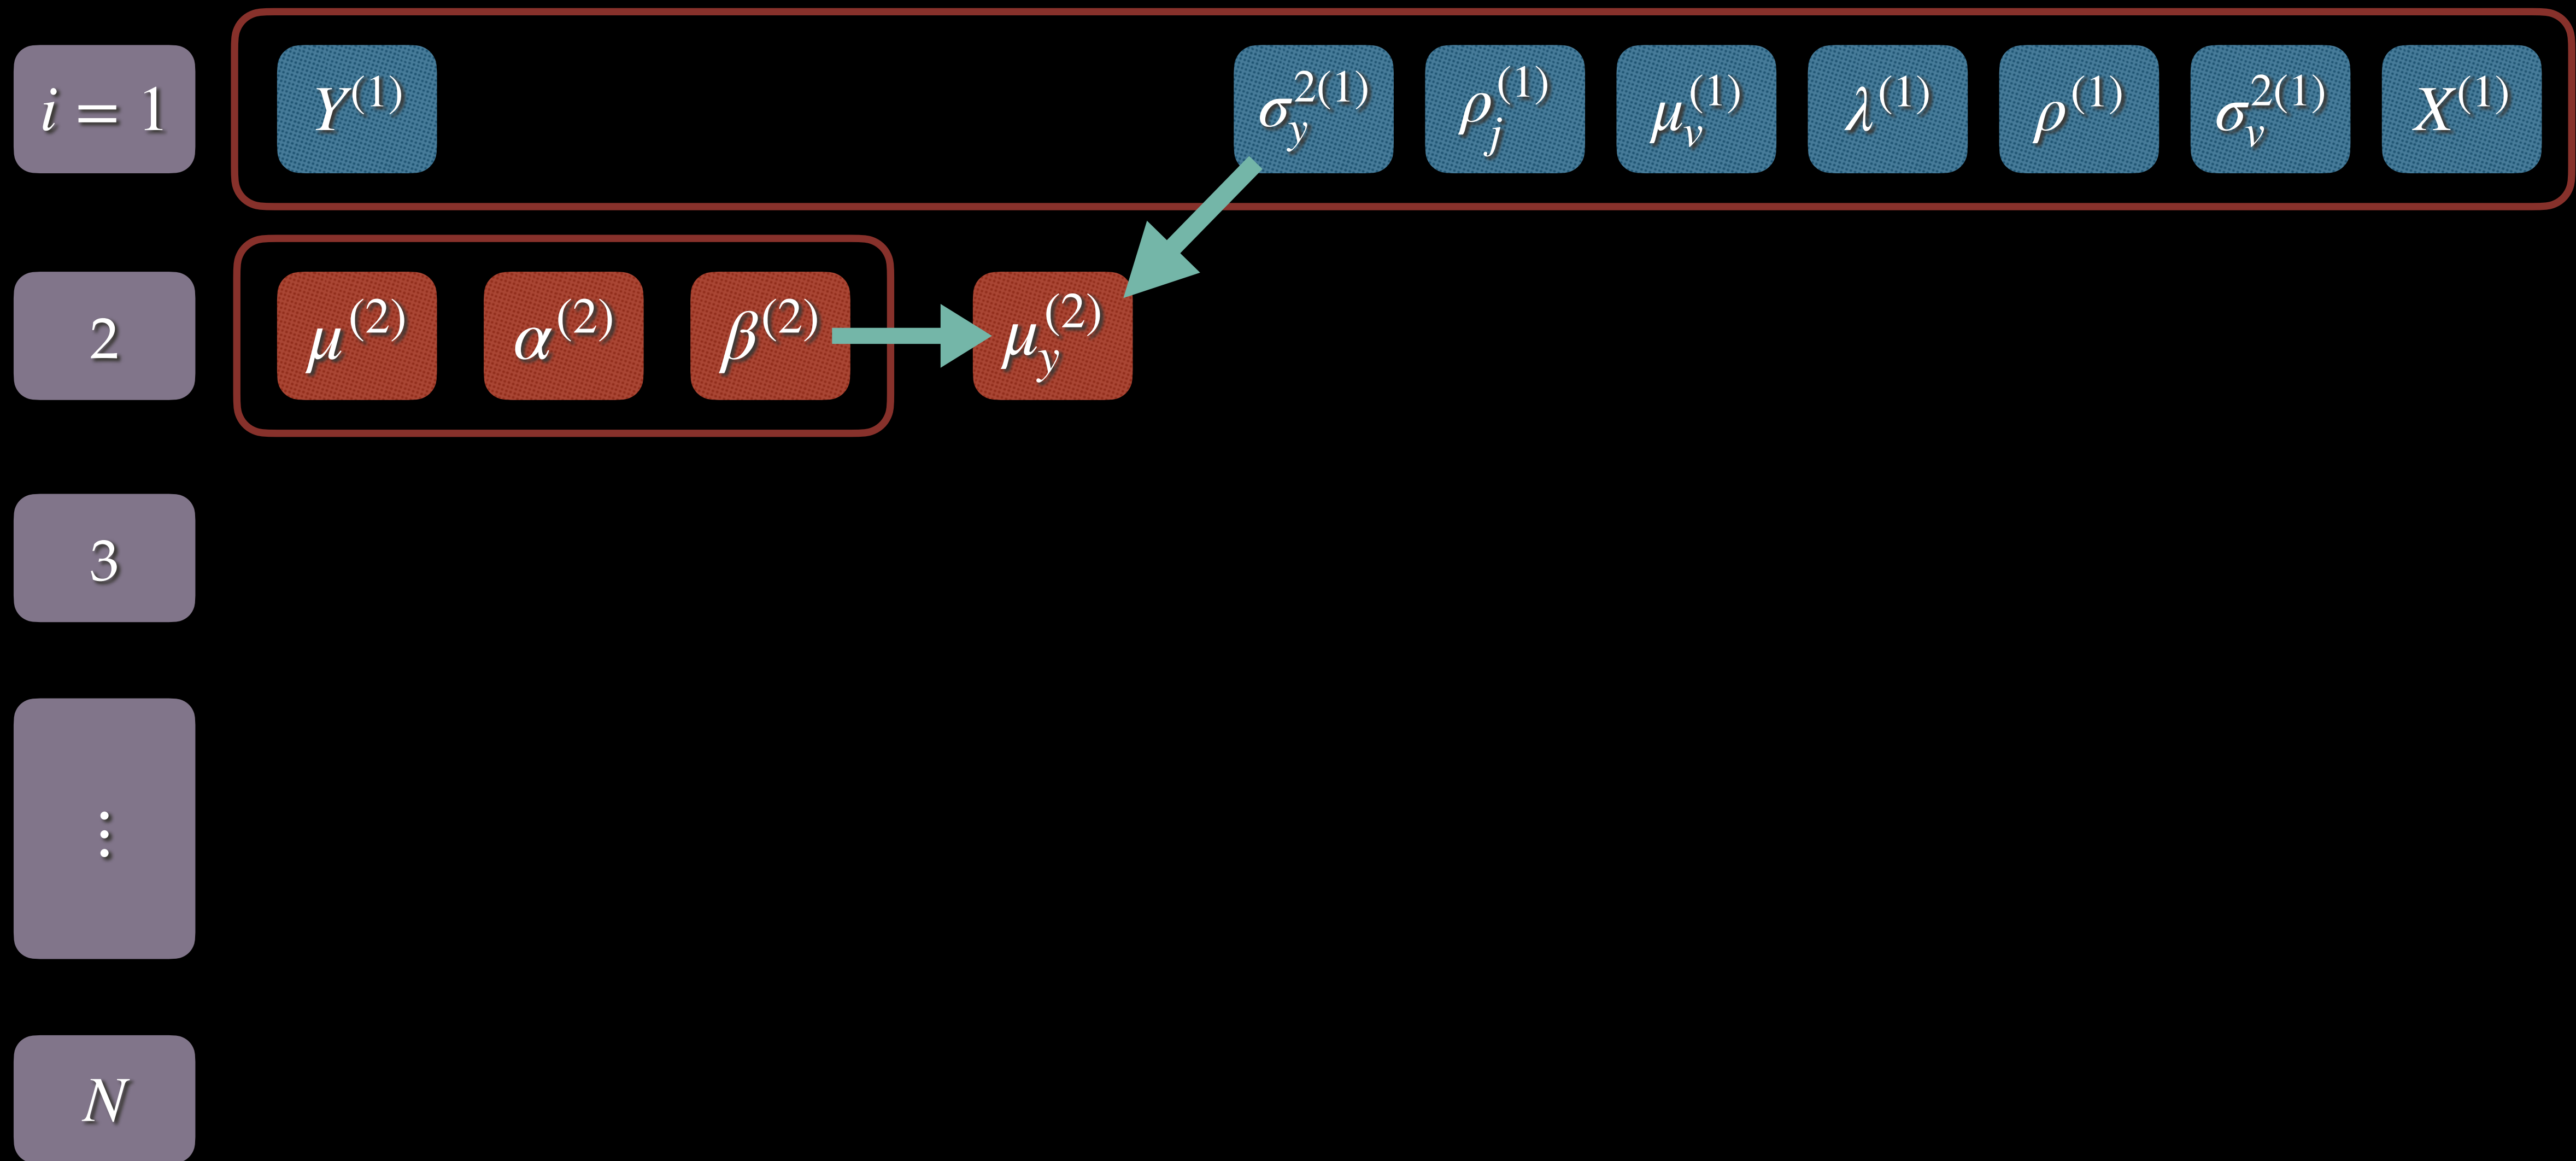 i = 1 Y^(1) σ_y^2(1) ρ_j^(1) μ_v^(1) λ^(1) ρ^(1) σ_v^2(1) X^(1)
2 μ^(2) α^(2) β^(2) μ_y^(2)
3
⋮
N